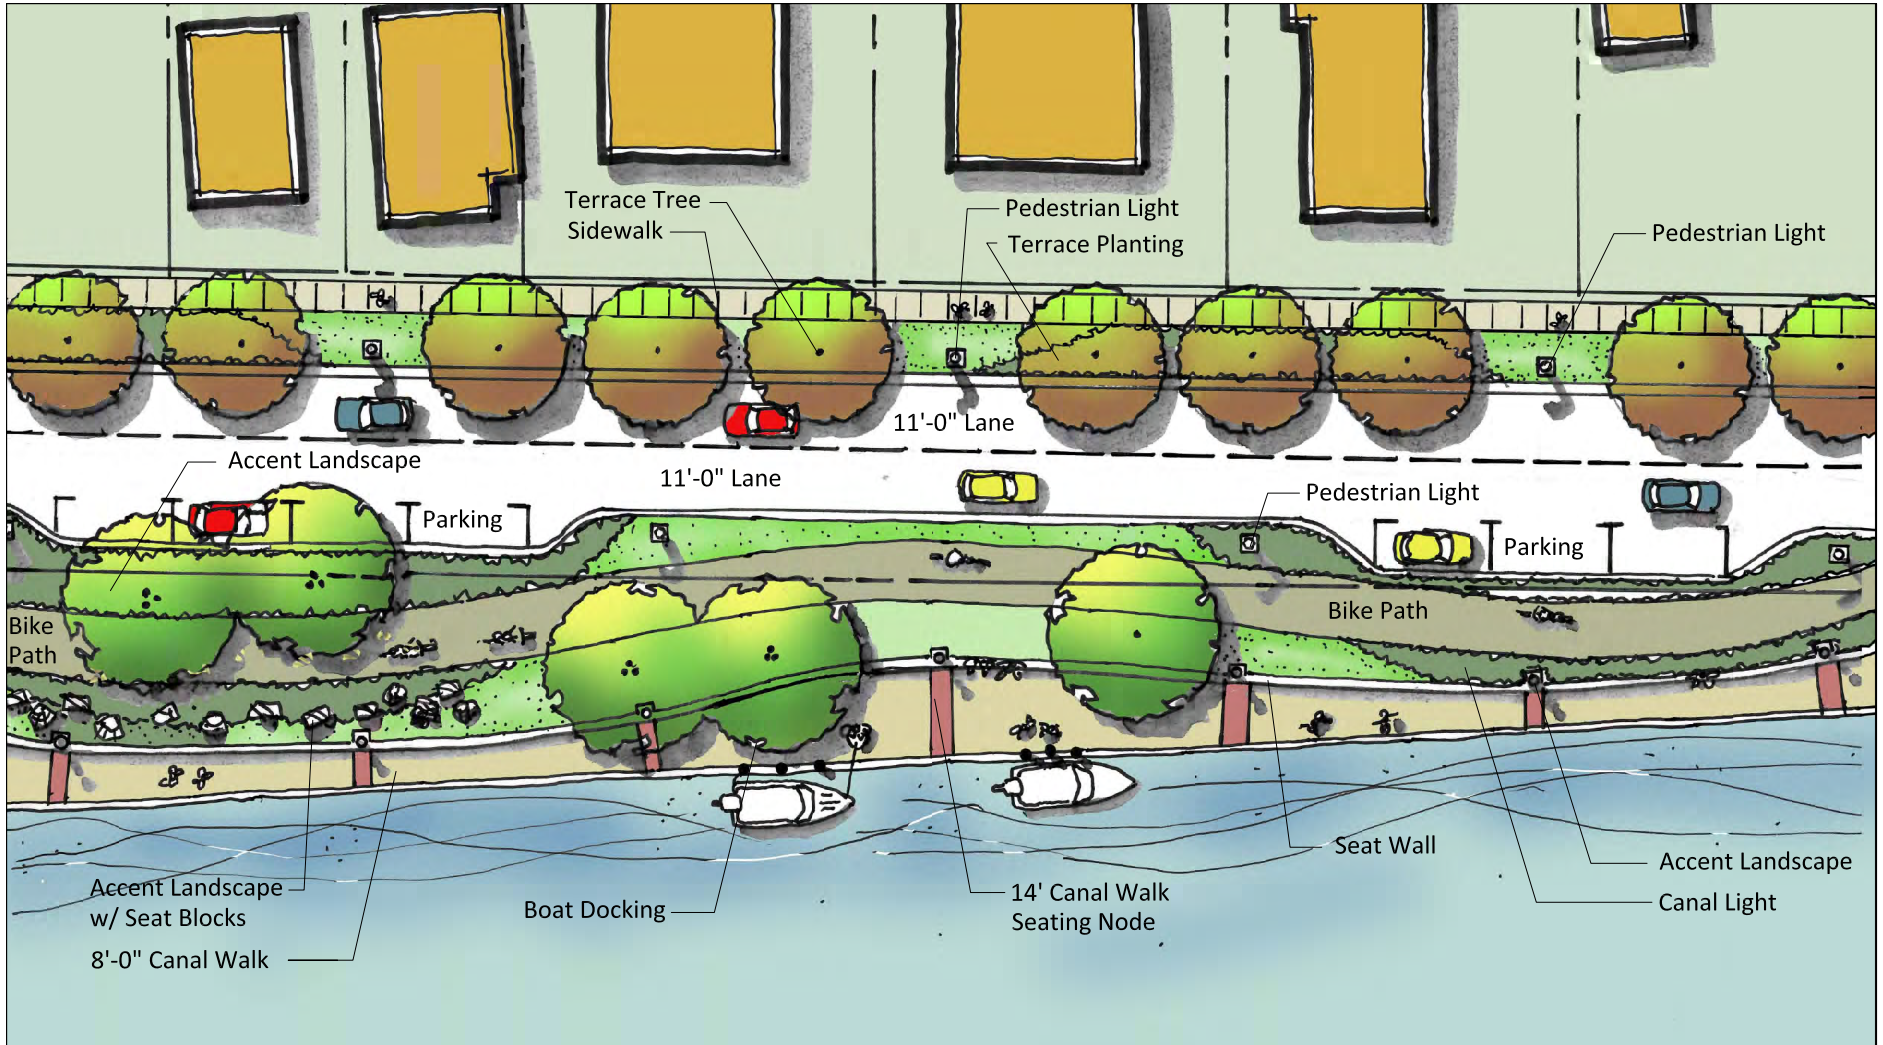 Terrace Tree
Sidewalk
Pedestrian Light
Terrace Planting
Pedestrian Light
11'-0" Lane
Accent Landscape
11'-0" Lane
Pedestrian Light
Parking
Parking
Bike
Path
Bike Path
Seat Wall
Accent Landscape
Canal Light
Accent Landscape
w/ Seat Blocks
8'-0" Canal Walk
Boat Docking
14' Canal Walk
Seating Node